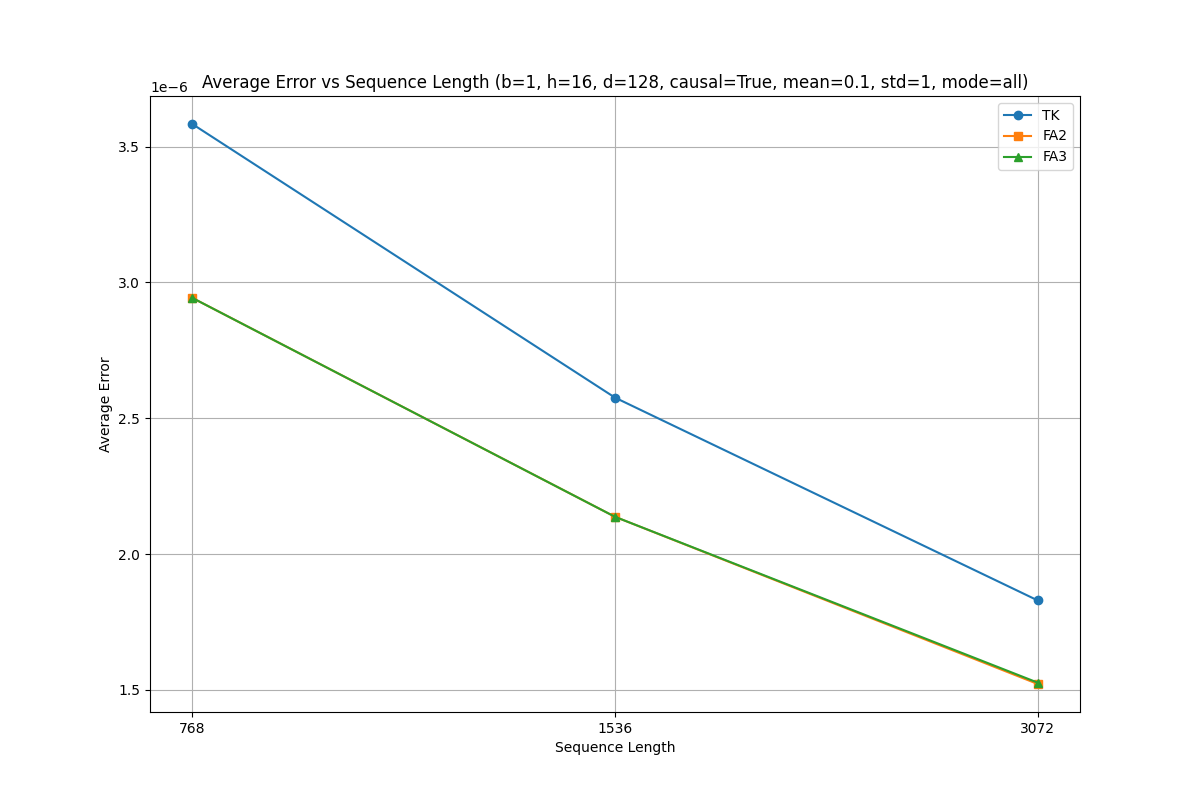 Average Error vs Sequence Length (b=1, h=16, d=128, causal=True, mean=0.1, std=1, mode=all)
1e−6
TK
FA2
FA3
3.5
3.0
2.5
2.0
1.5
Average Error
768
1536
3072
Sequence Length